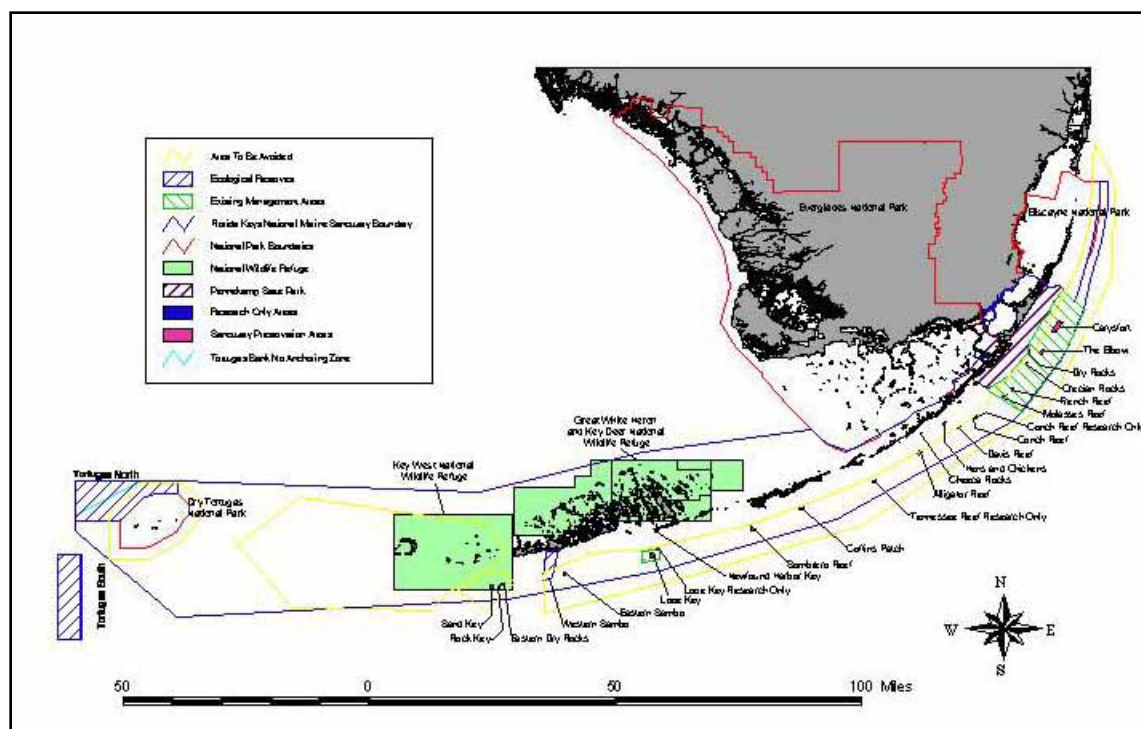 Area To Be Avoided
Ecological Reserves
Existing Management Areas
Florida Keys National Marine Sanctuary Boundary
National Park Boundaries
National Wildlife Refuge
Pennekamp State Park
Research Only Areas
Sanctuary Preservation Areas
Tortugas Bank No Anchoring Zone
Everglades National Park
Biscayne National Park
Carysfort
The Elbow
Dry Rocks
Grecian Rocks
French Reef
Molasses Reef
Conch Reef Research Only
Conch Reef
Davis Reef
Hens and Chickens
Cheeca Rocks
Alligator Reef
Tennessee Reef Research Only
Coffins Patch
Sombrero Reef
Newfound Harbor Key
Looe Key Research Only
Looe Key
Eastern Sambo
Western Sambo
Eastern Dry Rocks
Rock Key
Sand Key
Great White Heron
and Key Deer National
Wildlife Refuge
Key West National
Wildlife Refuge
Tortugas North
Dry Tortugas
National Park
Tortugas South
N
W E
S
50 0 50 100 Miles